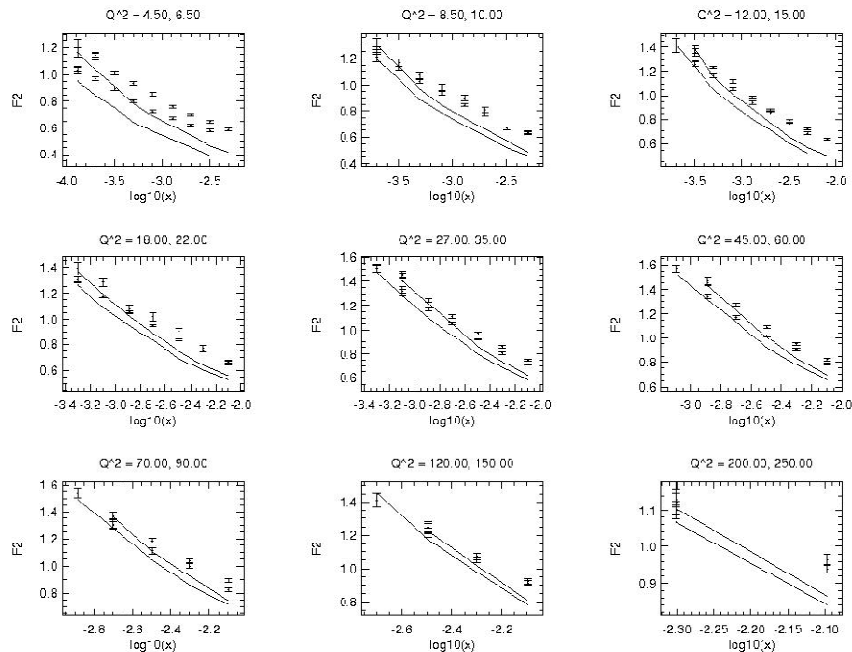 Q^2 = 4.50, 6.50
Q^2 = 8.50, 10.00
Q^2 = 12.00, 15.00
1.2
1.0
0.8
0.6
0.4
F2
-4.0 -3.5 -3.0 -2.5
log10(x)
1.2
1.0
0.8
0.6
0.4
F2
-3.5 -3.0 -2.5
log10(x)
1.4
1.2
1.0
0.8
0.6
F2
-3.5 -3.0 -2.5 -2.0
log10(x)
Q^2 = 18.00, 22.00
Q^2 = 27.00, 35.00
Q^2 = 45.00, 60.00
1.4
1.2
1.0
0.8
0.6
F2
-3.4 -3.2 -3.0 -2.8 -2.6 -2.4 -2.2 -2.0
log10(x)
1.6
1.4
1.2
1.0
0.8
0.6
F2
-3.4 -3.2 -3.0 -2.8 -2.6 -2.4 -2.2 -2.0
log10(x)
1.6
1.4
1.2
1.0
0.8
0.6
F2
-3.0 -2.8 -2.6 -2.4 -2.2 -2.0
log10(x)
Q^2 = 70.00, 90.00
Q^2 = 120.00, 150.00
Q^2 = 200.00, 250.00
1.6
1.4
1.2
1.0
0.8
F2
-2.8 -2.6 -2.4 -2.2
log10(x)
1.4
1.2
1.0
0.8
F2
-2.6 -2.4 -2.2
log10(x)
1.1
1.0
0.9
F2
-2.30 -2.25 -2.20 -2.15 -2.10
log10(x)